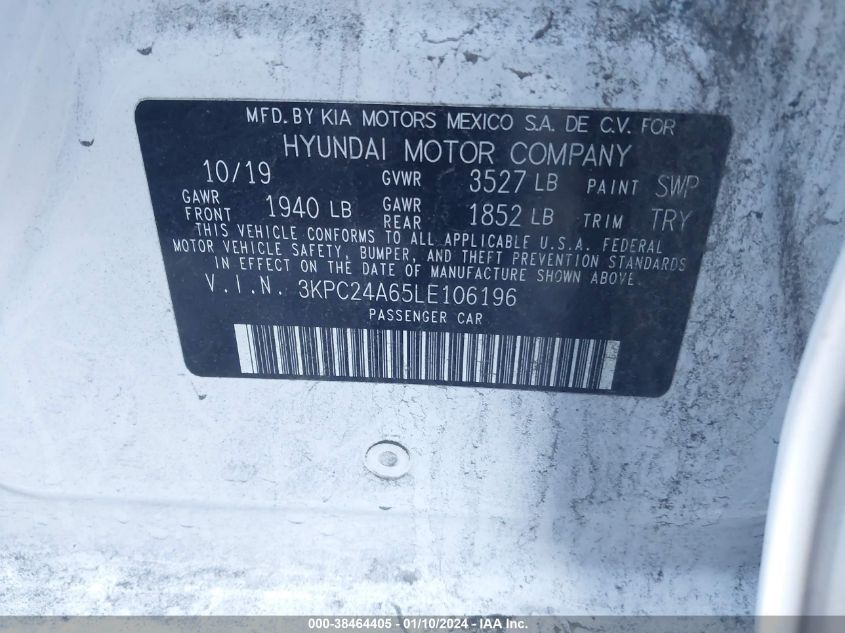 MFD. BY KIA MOTORS MEXICO S.A. DE C.V. FOR
HYUNDAI MOTOR COMPANY
10/19 GVWR 3527 LB PAINT SWP
GAWR FRONT 1940 LB GAWR REAR 1852 LB TRIM TRY
THIS VEHICLE CONFORMS TO ALL APPLICABLE U.S.A. FEDERAL
MOTOR VEHICLE SAFETY, BUMPER, AND THEFT PREVENTION STANDARDS
IN EFFECT ON THE DATE OF MANUFACTURE SHOWN ABOVE.
V.I.N. 3KPC24A65LE106196
PASSENGER CAR
000-38464405 - 01/10/2024 - IAA Inc.